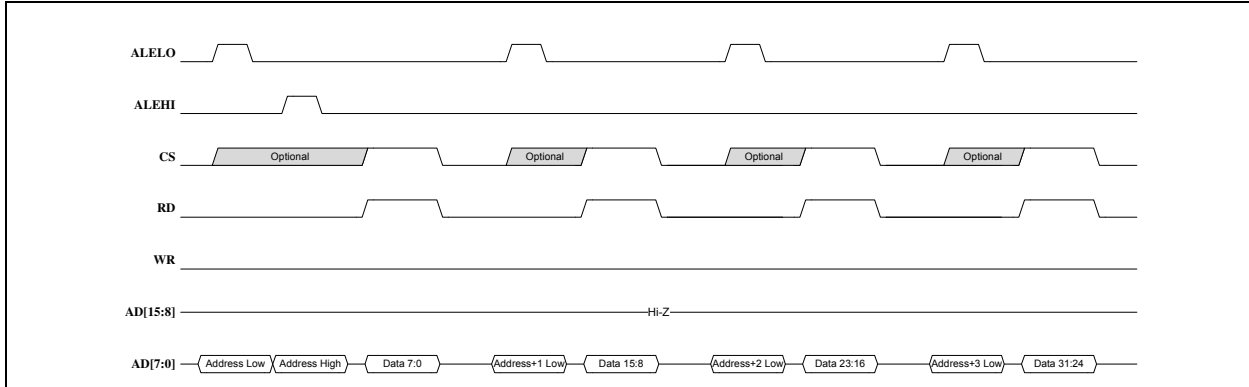 ALELO
ALEHI
CS Optional Optional Optional Optional
RD
WR
AD[15:8] Hi-Z
AD[7:0] Address Low Address High Data 7:0 Address+1 Low Data 15:8 Address+2 Low Data 23:16 Address+3 Low Data 31:24